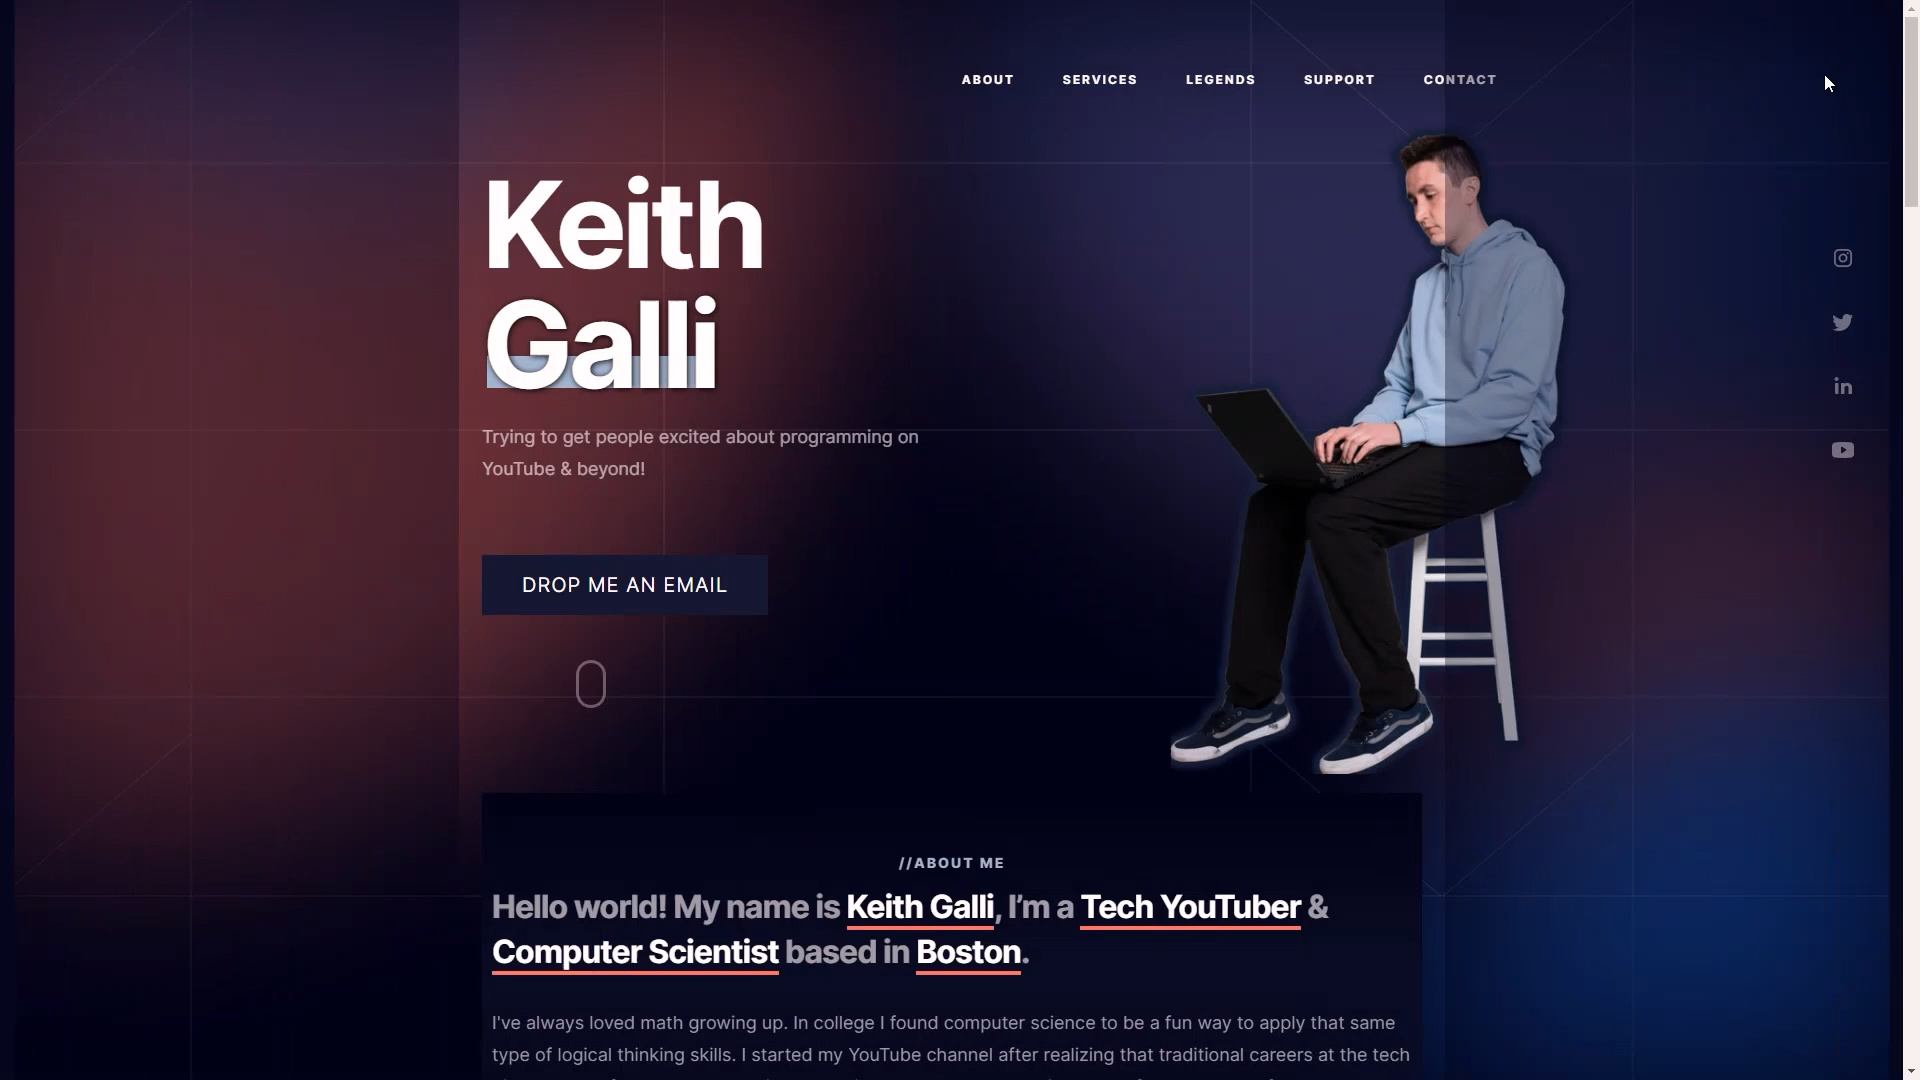 ABOUT SERVICES LEGENDS SUPPORT CONTACT
Keith
Galli
Trying to get people excited about programming on
YouTube & beyond!
DROP ME AN EMAIL
//ABOUT ME
Hello world! My name is Keith Galli, I'm a Tech YouTuber &
Computer Scientist based in Boston.
I've always loved math growing up. In college I found computer science to be a fun way to apply that same
type of logical thinking skills. I started my YouTube channel after realizing that traditional careers at the tech